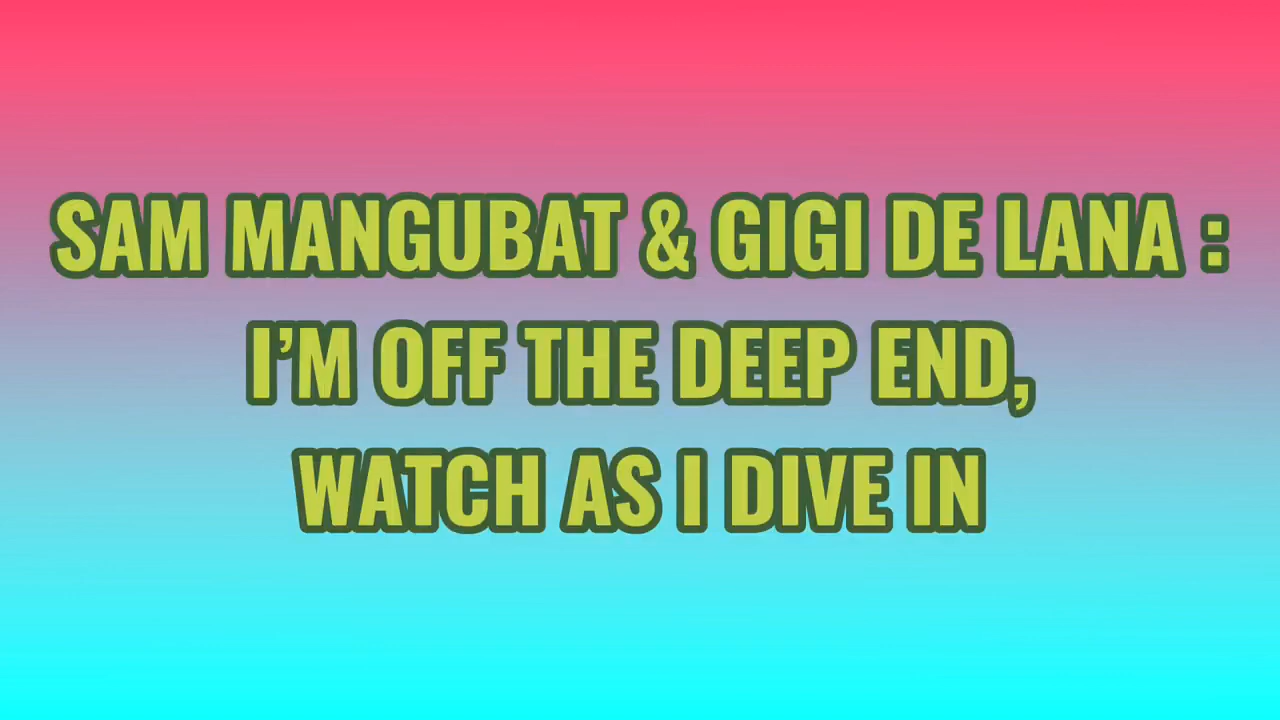 SAM MANGUBAT & GIGI DE LANA :
I’M OFF THE DEEP END,
WATCH AS I DIVE IN